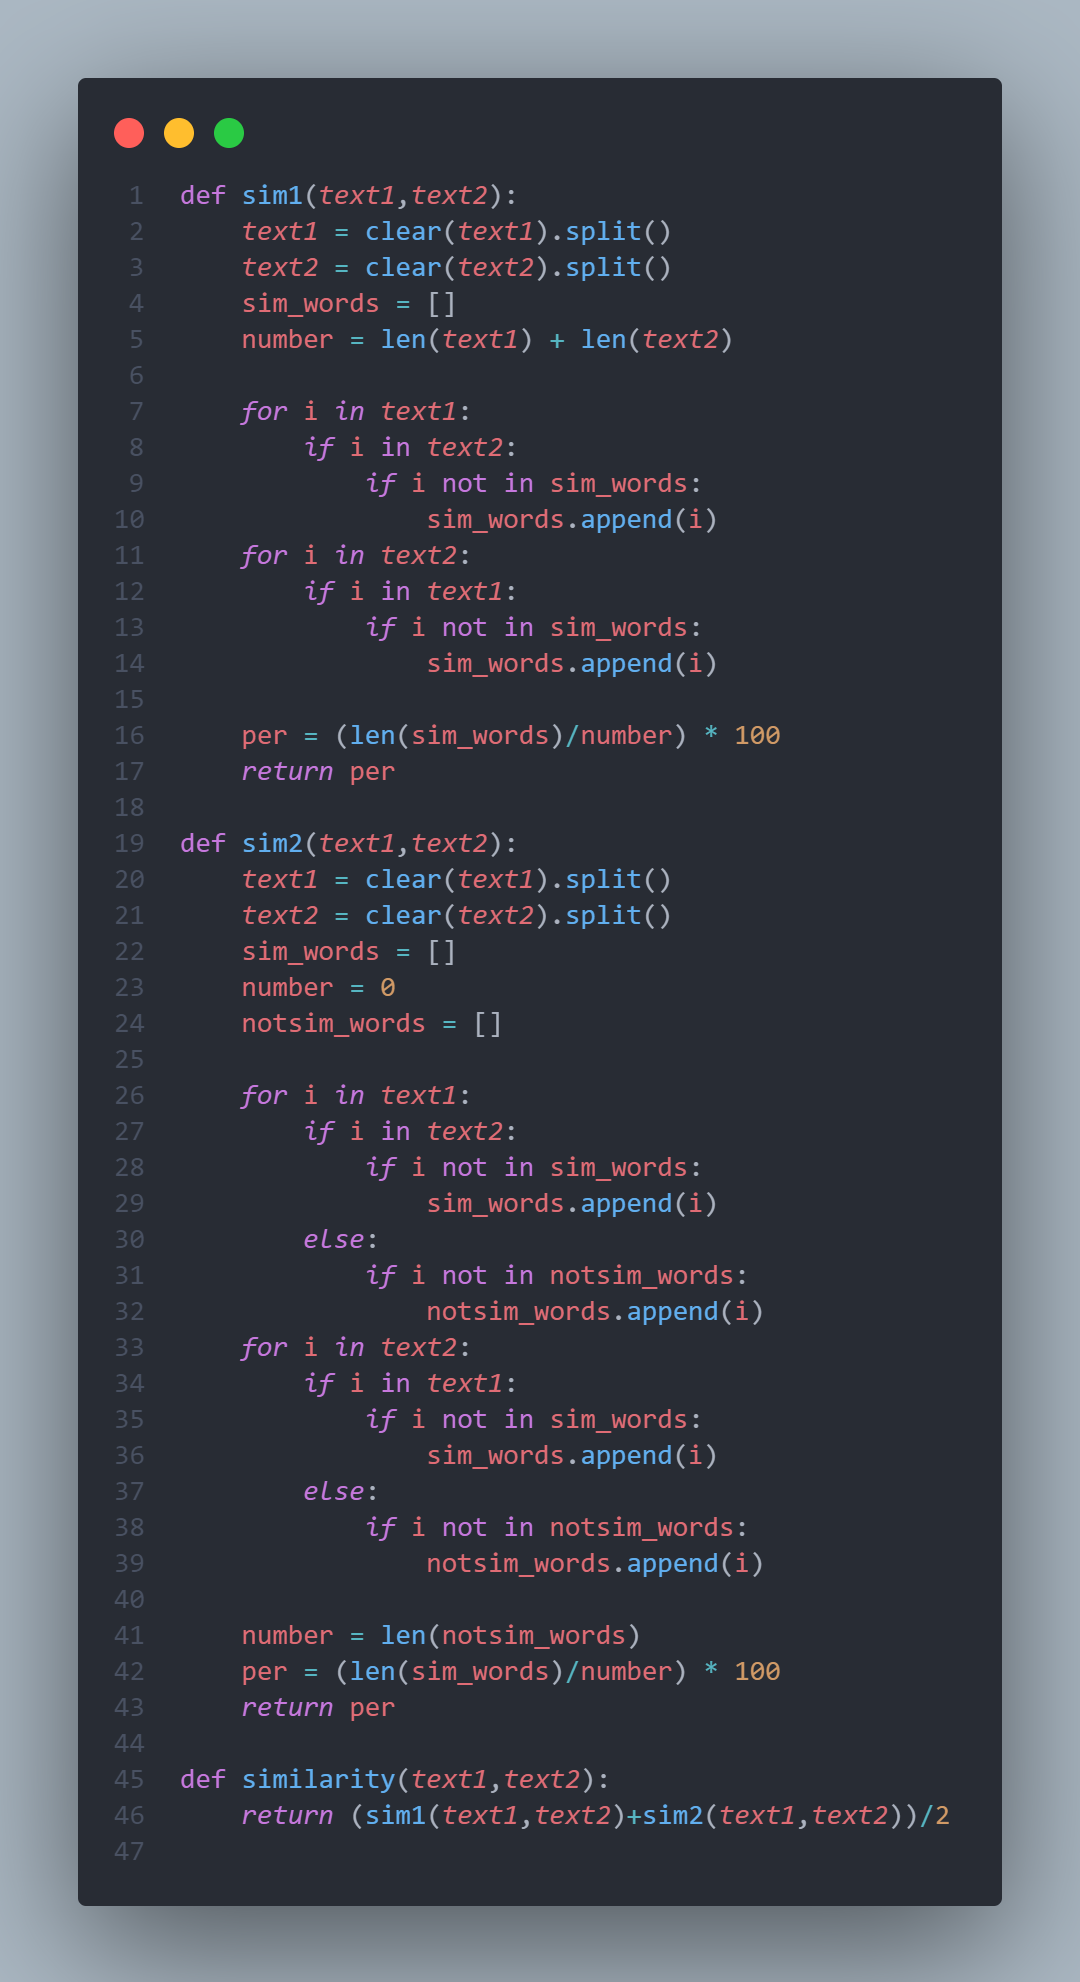 1 def sim1(text1,text2):
2     text1 = clear(text1).split()
3     text2 = clear(text2).split()
4     sim_words = []
5     number = len(text1) + len(text2)
6
7     for i in text1:
8         if i in text2:
9             if i not in sim_words:
10                 sim_words.append(i)
11     for i in text2:
12         if i in text1:
13             if i not in sim_words:
14                 sim_words.append(i)
15
16     per = (len(sim_words)/number) * 100
17     return per
18
19 def sim2(text1,text2):
20     text1 = clear(text1).split()
21     text2 = clear(text2).split()
22     sim_words = []
23     number = 0
24     notsim_words = []
25
26     for i in text1:
27         if i in text2:
28             if i not in sim_words:
29                 sim_words.append(i)
30         else:
31             if i not in notsim_words:
32                 notsim_words.append(i)
33     for i in text2:
34         if i in text1:
35             if i not in sim_words:
36                 sim_words.append(i)
37         else:
38             if i not in notsim_words:
39                 notsim_words.append(i)
40
41     number = len(notsim_words)
42     per = (len(sim_words)/number) * 100
43     return per
44
45 def similarity(text1,text2):
46     return (sim1(text1,text2)+sim2(text1,text2))/2
47